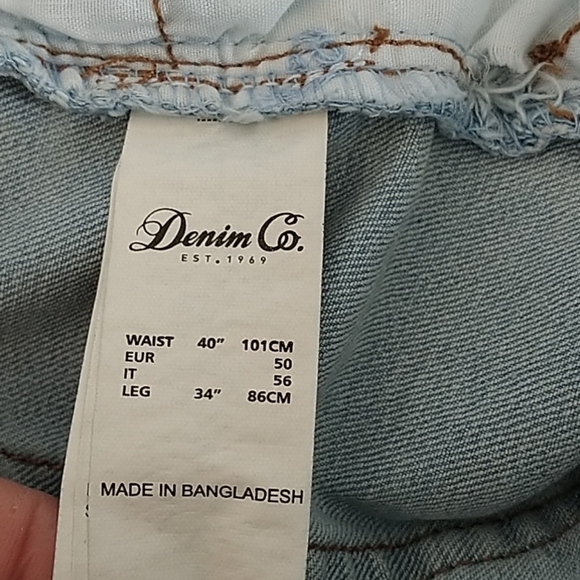 Denim Co.
EST. 1969
WAIST 40" 101CM
EUR 50
IT 56
LEG 34" 86CM
MADE IN BANGLADESH